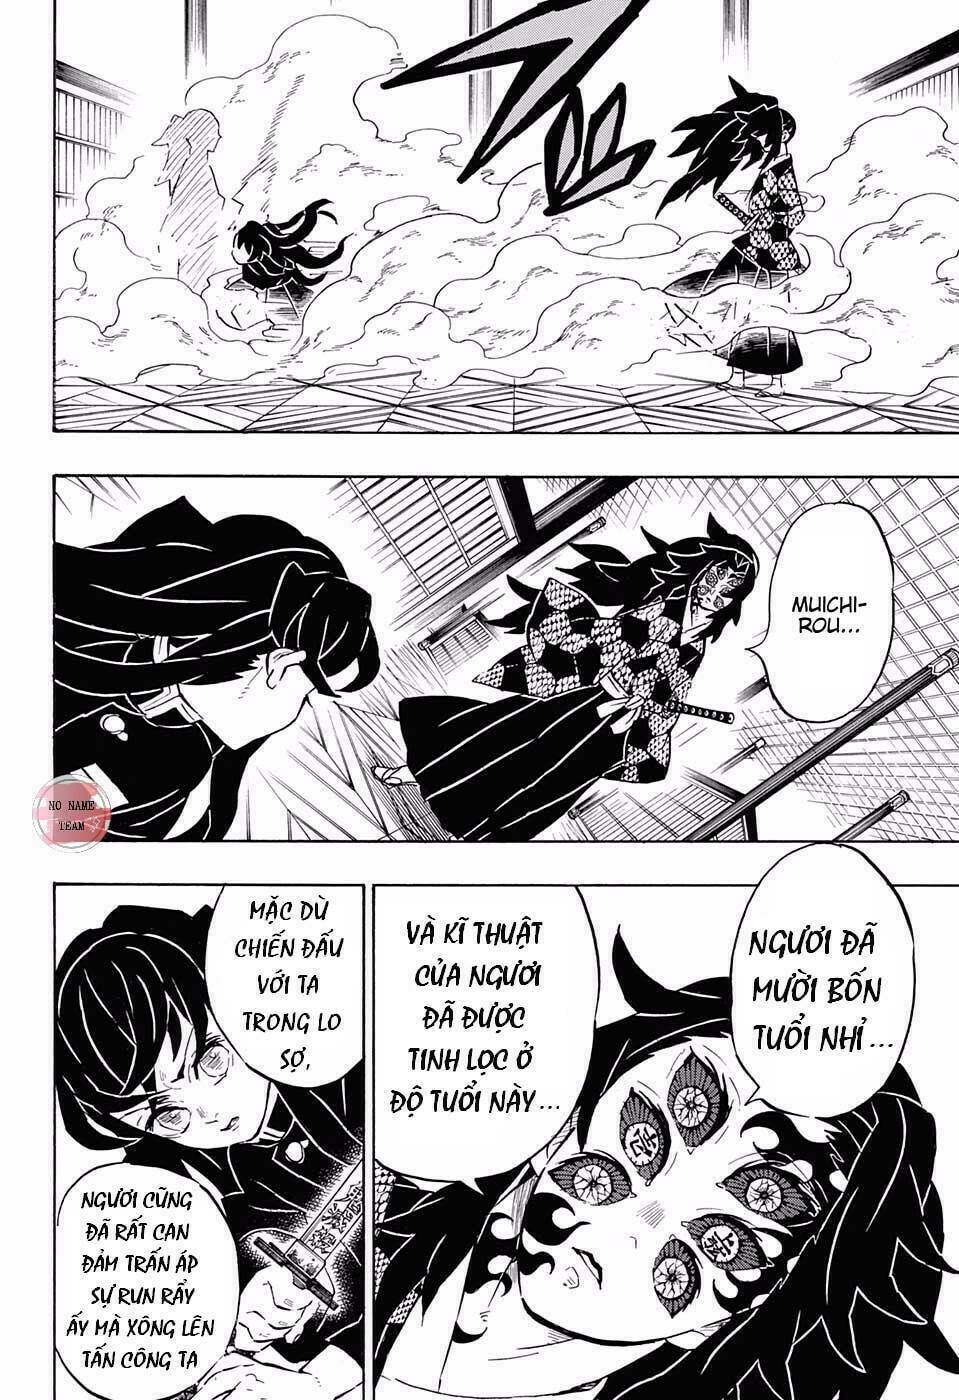 MUICHI-
ROU...
NO NAME
TEAM
NGƯƠI ĐÃ
MƯỜI BỐN
TUỔI NHỈ...
VÀ KĨ THUẬT
CỦA NGƯƠI
ĐÃ ĐƯỢC
TINH LỌC Ở
ĐỘ TUỔI NÀY...
MẶC DÙ
CHIẾN ĐẤU
VỚI TA
TRONG LO
SỢ,
NGƯƠI CŨNG
ĐÃ RẤT CAN
ĐẢM TRẤN ÁP
SỰ RUN RẨY
ẤY MÀ XÔNG LÊN
TẤN CÔNG TA